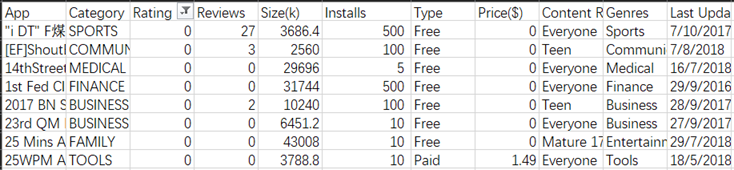 App Category Rating Reviews Size(k) Installs Type Price($) Content R Genres Last Upda
"i DT" F煤 SPORTS 0 27 3686.4 500 Free 0 Everyone Sports 7/10/2017
[EF]Shoutl COMMUN 0 3 2560 100 Free 0 Teen Communi 7/8/2018
14thStreet MEDICAL 0 0 29696 5 Free 0 Everyone Medical 16/7/2018
1st Fed Cl FINANCE 0 0 31744 500 Free 0 Everyone Finance 29/9/2016
2017 BN S BUSINESS 0 2 10240 100 Free 0 Teen Business 28/9/2017
23rd QM BUSINESS 0 0 6451.2 10 Free 0 Everyone Business 27/9/2017
25 Mins A FAMILY 0 0 43008 10 Free 0 Mature 17 Entertainn 29/7/2018
25WPM A TOOLS 0 0 3788.8 10 Paid 1.49 Everyone Tools 18/5/2018